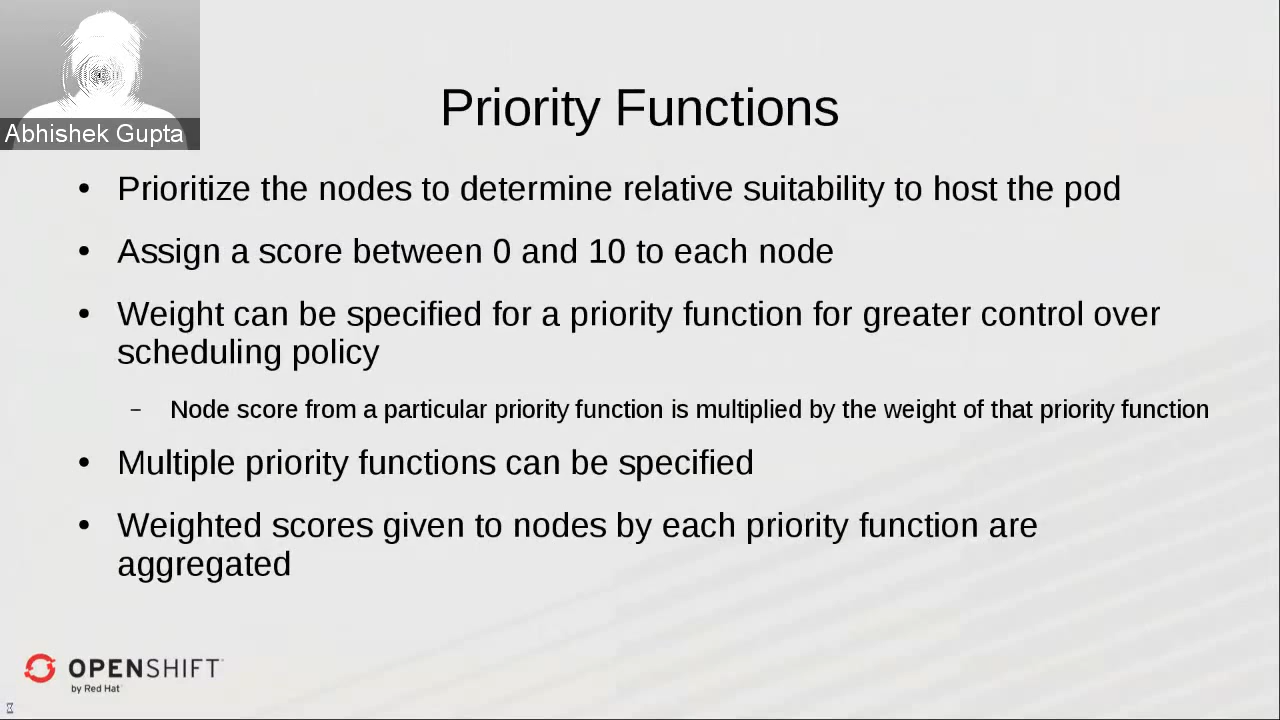 Abhishek Gupta
Priority Functions
• Prioritize the nodes to determine relative suitability to host the pod
• Assign a score between 0 and 10 to each node
• Weight can be specified for a priority function for greater control over
scheduling policy
– Node score from a particular priority function is multiplied by the weight of that priority function
• Multiple priority functions can be specified
• Weighted scores given to nodes by each priority function are
aggregated
OPENSHIFT
by Red Hat